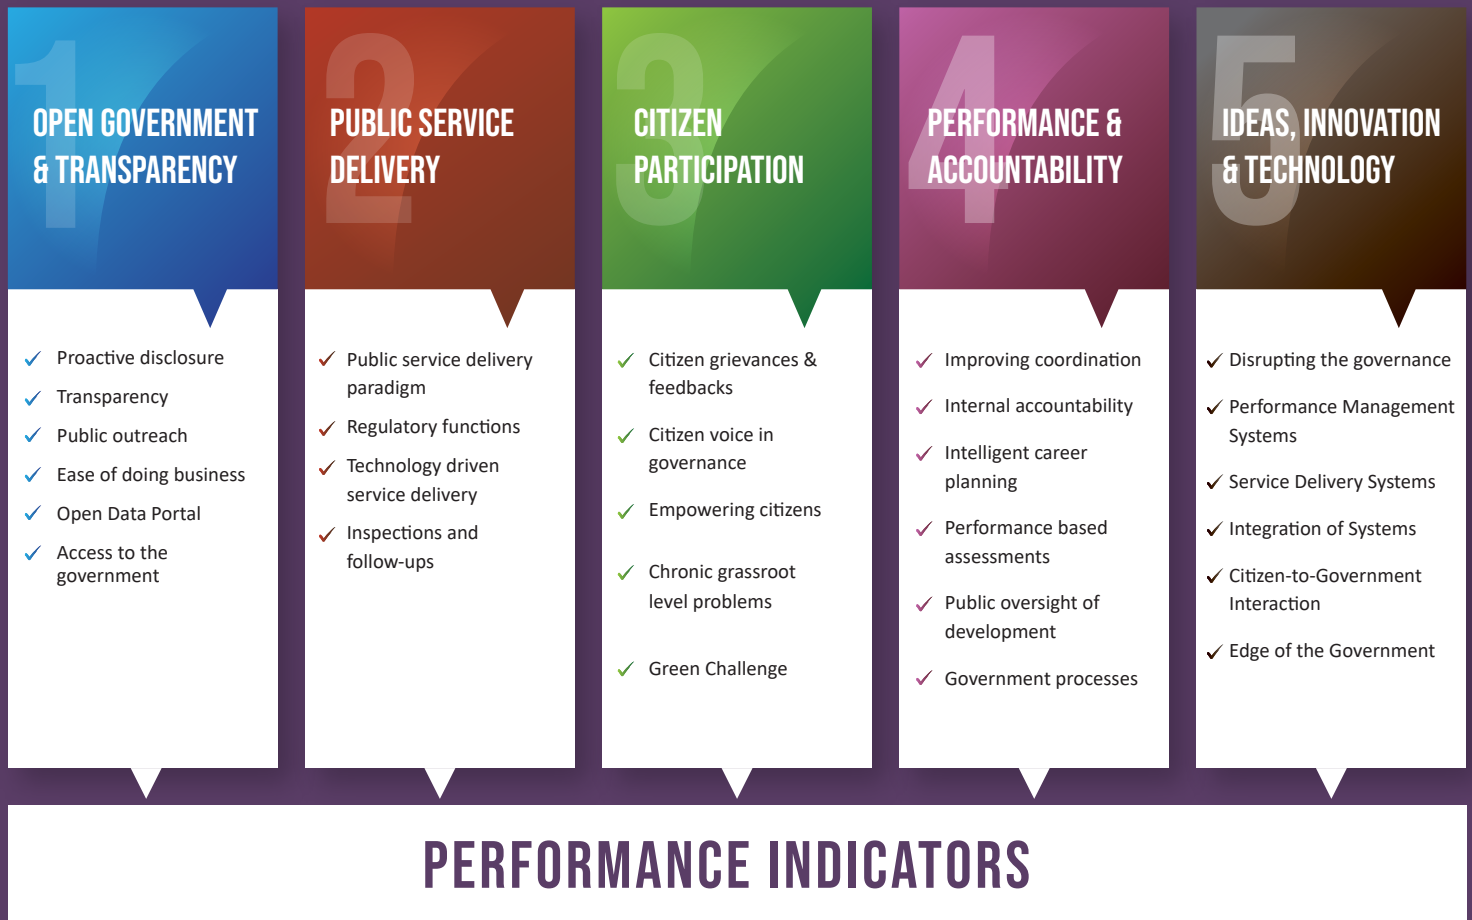 1
OPEN GOVERNMENT
& TRANSPARENCY
Proactive disclosure
Transparency
Public outreach
Ease of doing business
Open Data Portal
Access to the
government
2
PUBLIC SERVICE
DELIVERY
Public service delivery
paradigm
Regulatory functions
Technology driven
service delivery
Inspections and
follow-ups
3
CITIZEN
PARTICIPATION
Citizen grievances &
feedbacks
Citizen voice in
governance
Empowering citizens
Chronic grassroot
level problems
Green Challenge
4
PERFORMANCE &
ACCOUNTABILITY
Improving coordination
Internal accountability
Intelligent career
planning
Performance based
assessments
Public oversight of
development
Government processes
5
IDEAS, INNOVATION
& TECHNOLOGY
Disrupting the governance
Performance Management
Systems
Service Delivery Systems
Integration of Systems
Citizen-to-Government
Interaction
Edge of the Government
PERFORMANCE INDICATORS